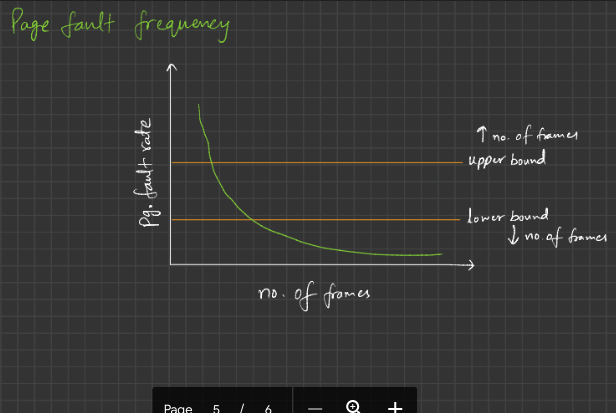 Page fault frequency
Pg. fault rate
↑ no. of frames
upper bound
lower bound
↓ no. of frames
no. of frames
Page 5 / 6 — +